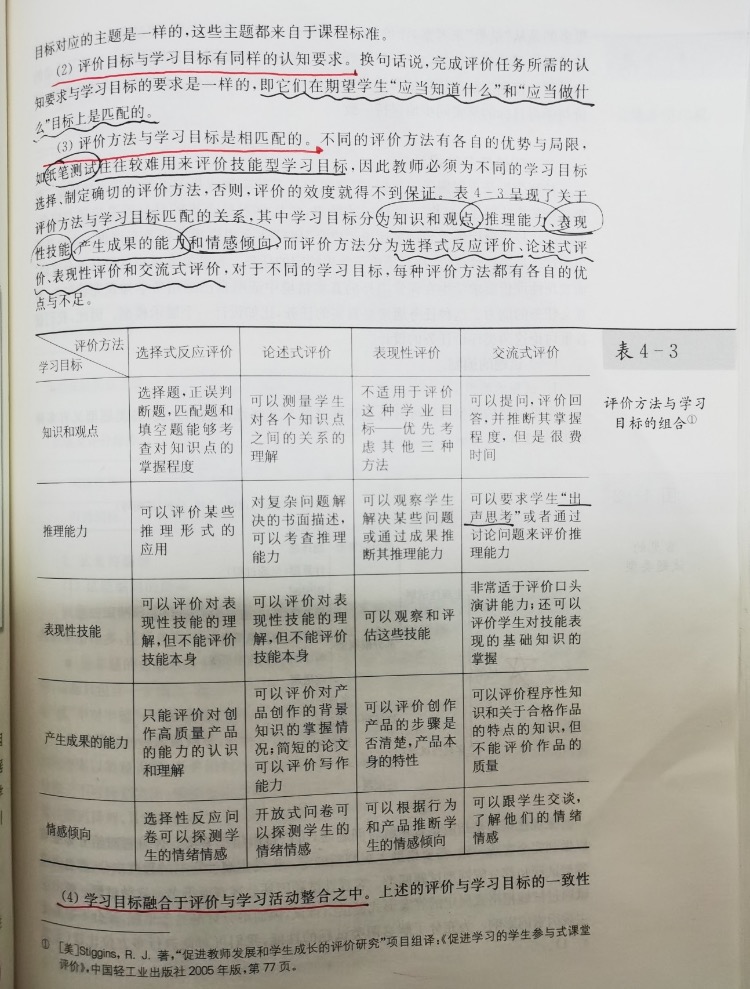 目标对应的主题是一样的,这些主题都来自于课程标准。
(2) 评价目标与学习目标有同样的认知要求。换句话说,完成评价任务所需的认
知要求与学习目标的要求是一样的,即它们在期望学生“应当知道什么”和“应当做什
么”目标上是匹配的。
(3) 评价方法与学习目标是相匹配的。不同的评价方法有各自的优势与局限,
如纸笔测试往往较难用来评价技能型学习目标,因此教师必须为不同的学习目标
选择、制定确切的评价方法,否则,评价的效度就得不到保证。表4-3呈现了关于
评价方法与学习目标匹配的关系,其中学习目标分为知识和观点、推理能力、表现
性技能、产生成果的能力和情感倾向,而评价方法分为选择式反应评价、论述式评
价、表现性评价和交流式评价,对于不同的学习目标,每种评价方法都有各自的优
点与不足。
表4-3
评价方法与学习
目标的组合①
评价方法
学习目标
选择式反应评价
论述式评价
表现性评价
交流式评价
知识和观点
选择题,正误判
断题,匹配题和
填空题能够考
查对知识点的
掌握程度
可以测量学生
对各个知识点
之间的关系的
理解
不适用于评价
这种学业目
标——优先考
虑其他三种
方法
可以提问,评价回
答,并推断其掌握
程度,但是很费
时间
推理能力
可以评价某些
推理形式的
应用
对复杂问题解
决的书面描述,
可以考查推理
能力
可以观察学生
解决某些问题
或通过成果推
断其推理能力
可以要求学生“出
声思考”或者通过
讨论问题来评价推
理能力
表现性技能
可以评价对表
现性技能的理
解,但不能评价
技能本身
可以评价对表
现性技能的理
解,但不能评价
技能本身
可以观察和评
估这些技能
非常适于评价口头
演讲能力;还可以
评价学生对技能表
现的基础知识的
掌握
产生成果的能力
只能评价对创
作高质量产品
的能力的认识
和理解
可以评价对产
品创作的背景
知识的掌握情
况;简短的论文
可以评价写作
能力
可以评价创作
产品的步骤是
否清楚,产品本
身的特性
可以评价程序性知
识和关于合格作品
的特点的知识,但
不能评价作品的
质量
情感倾向
选择性反应问
卷可以探测学
生的情绪情感
开放式问卷可
以探测学生的
情绪情感
可以根据行为
和产品推断学
生的情感倾向
可以跟学生交谈,
了解他们的情绪
情感
(4) 学习目标融合于评价与学习活动整合之中。上述的评价与学习目标的一致性
① [美]Stiggins, R. J. 著,“促进教师发展和学生成长的评价研究”项目组译:《促进学习的学生参与式课堂
评价》,中国轻工业出版社2005年版,第77页。